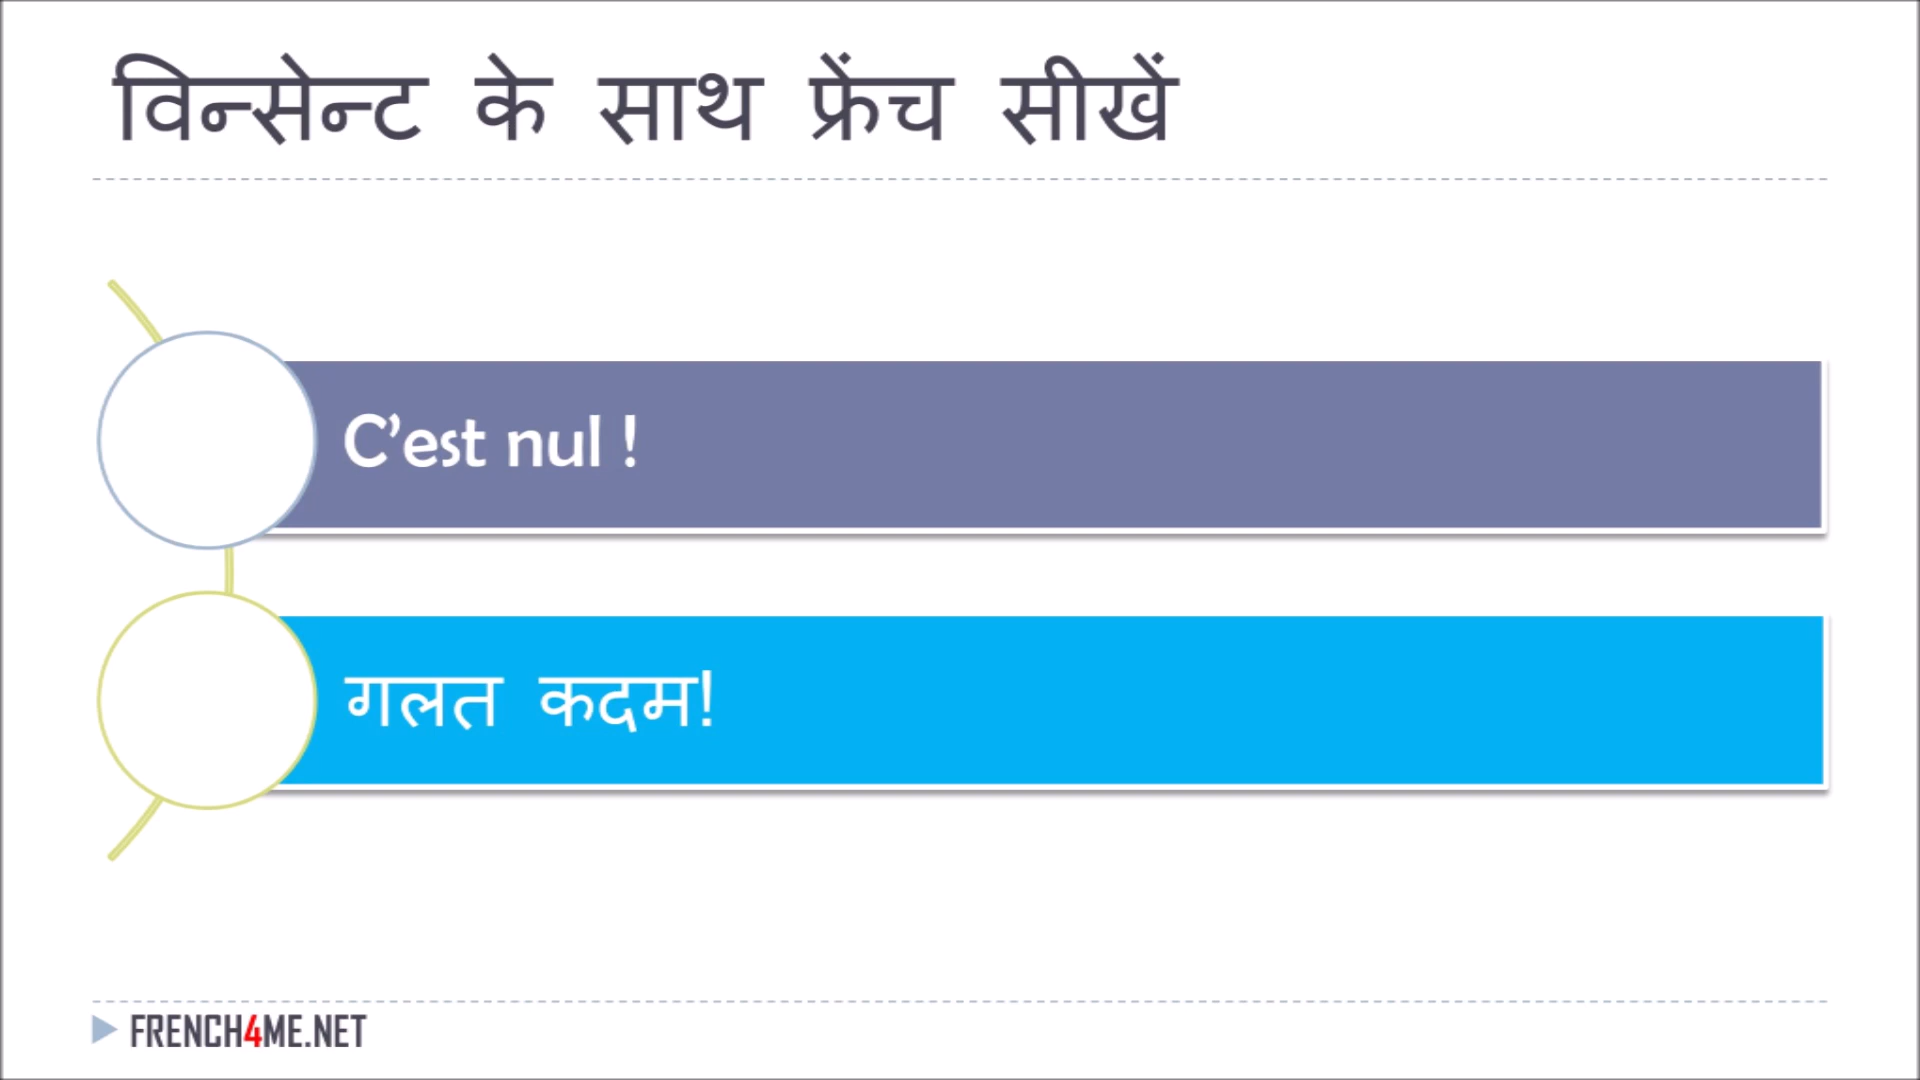 विन्सेन्ट के साथ फ्रेंच सीखें
C’est nul !
गलत कदम!
FRENCH4ME.NET